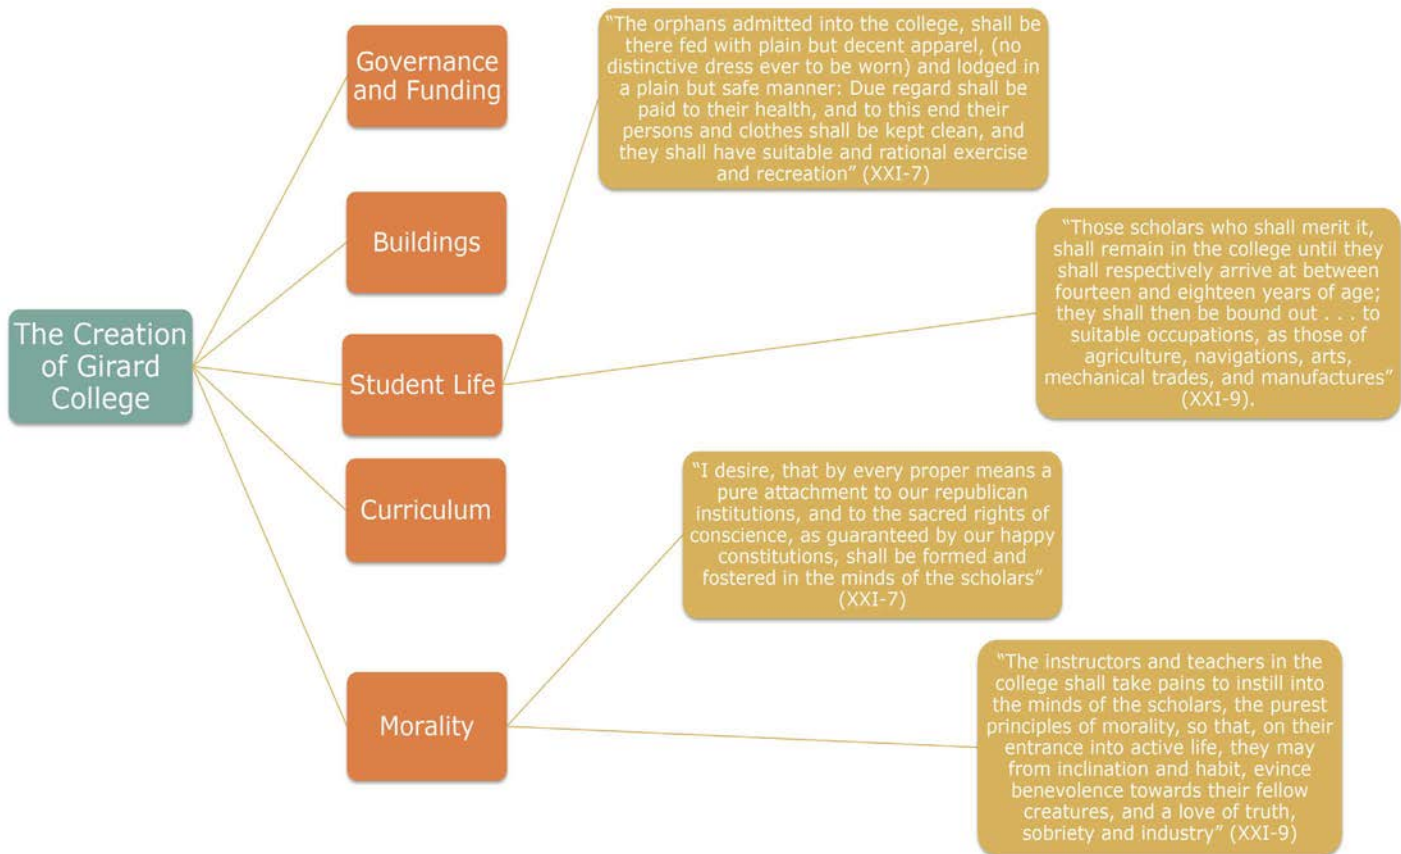 The Creation
of Girard
College
Governance
and Funding
Buildings
Student Life
Curriculum
Morality
“The orphans admitted into the college, shall be
there fed with plain but decent apparel, (no
distinctive dress ever to be worn) and lodged in
a plain but safe manner: Due regard shall be
paid to their health, and to this end their
persons and clothes shall be kept clean, and
they shall have suitable and rational exercise
and recreation” (XXI-7)
“Those scholars who shall merit it,
shall remain in the college until they
shall respectively arrive at between
fourteen and eighteen years of age;
they shall then be bound out . . . to
suitable occupations, as those of
agriculture, navigations, arts,
mechanical trades, and manufactures”
(XXI-9).
“I desire, that by every proper means a
pure attachment to our republican
institutions, and to the sacred rights of
conscience, as guaranteed by our happy
constitutions, shall be formed and
fostered in the minds of the scholars”
(XXI-7)
“The instructors and teachers in the
college shall take pains to instill into
the minds of the scholars, the purest
principles of morality, so that, on their
entrance into active life, they may
from inclination and habit, evince
benevolence towards their fellow
creatures, and a love of truth,
sobriety and industry” (XXI-9)